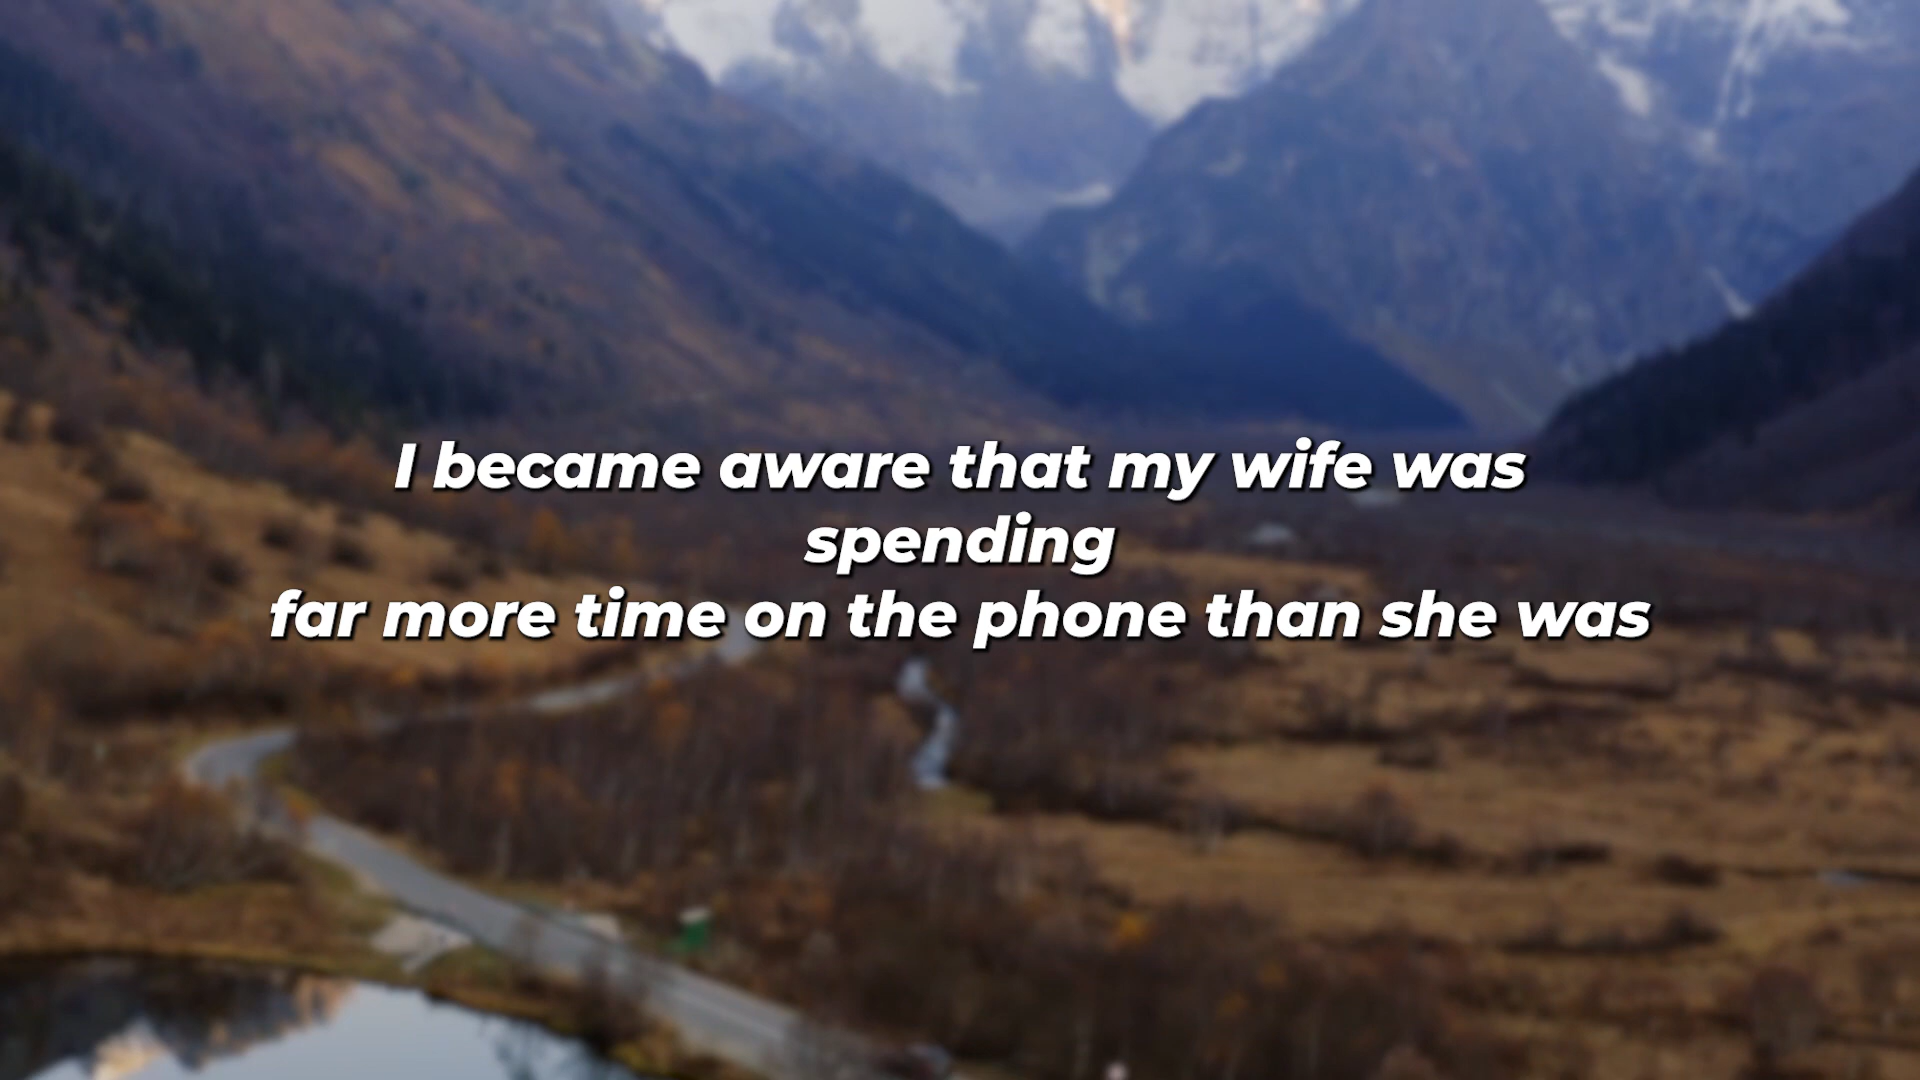 I became aware that my wife was
spending
far more time on the phone than she was